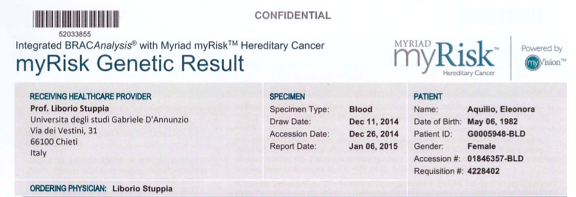 CONFIDENTIAL
52033855
Integrated BRACAnalysis® with Myriad myRisk™ Hereditary Cancer
myRisk Genetic Result
MYRIAD
myRisk™
Hereditary Cancer
Powered by
myVision™
RECEIVING HEALTHCARE PROVIDER
Prof. Liborio Stuppia
Universita degli studi Gabriele D'Annunzio
Via dei Vestini, 31
66100 Chieti
Italy
SPECIMEN
Specimen Type: Blood
Draw Date: Dec 11, 2014
Accession Date: Dec 26, 2014
Report Date: Jan 06, 2015
PATIENT
Name: Aquilio, Eleonora
Date of Birth: May 06, 1982
Patient ID: G0005948-BLD
Gender: Female
Accession #: 01846357-BLD
Requisition #: 4228402
ORDERING PHYSICIAN: Liborio Stuppia